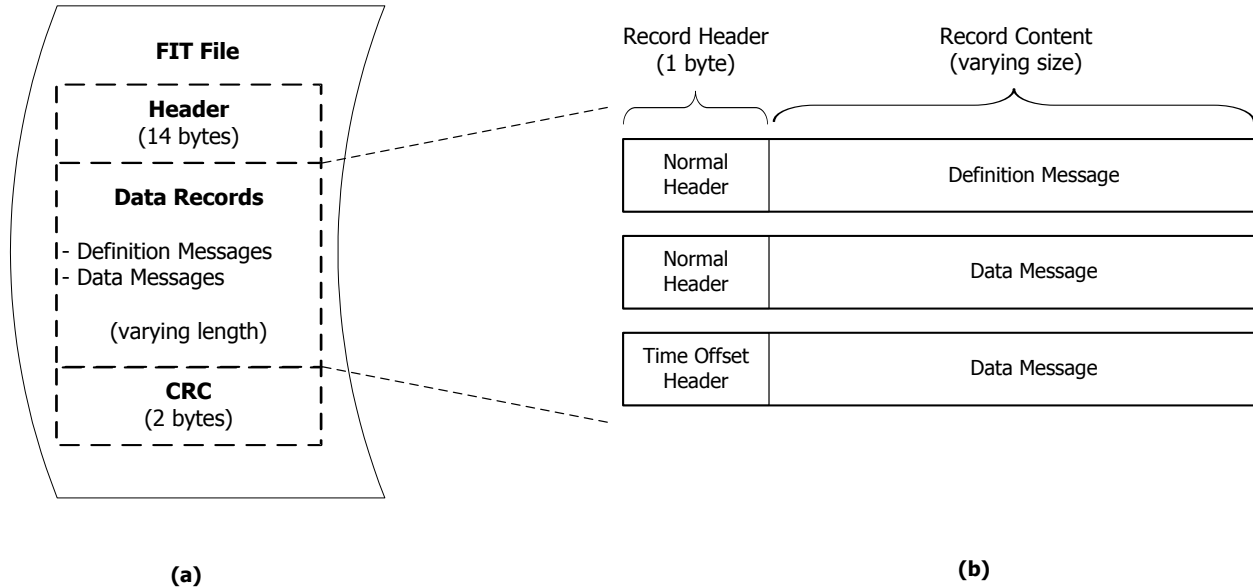 FIT File
Header
(14 bytes)
Data Records
- Definition Messages
- Data Messages
(varying length)
CRC
(2 bytes)
(a)
Record Header
(1 byte)
Record Content
(varying size)
Normal
Header
Definition Message
Normal
Header
Data Message
Time Offset
Header
Data Message
(b)